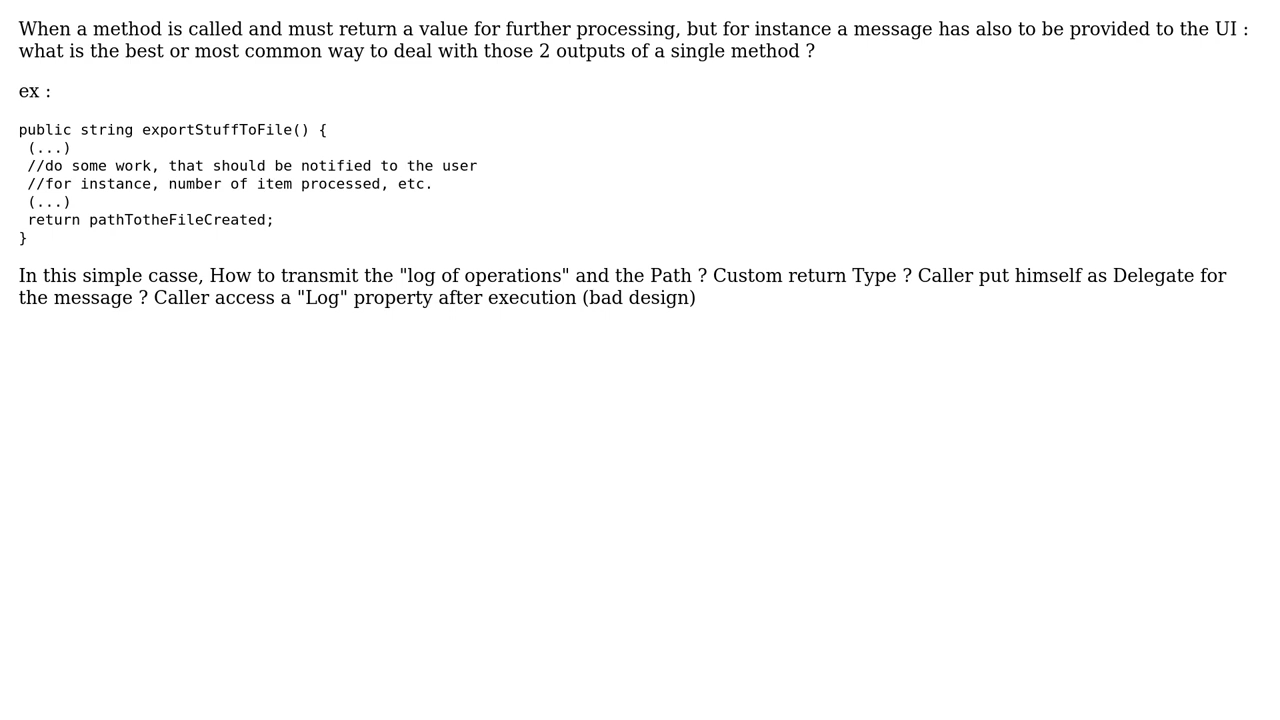 When a method is called and must return a value for further processing, but for instance a message has also to be provided to the UI :
what is the best or most common way to deal with those 2 outputs of a single method ?
ex :
public string exportStuffToFile() {
 (...)
 //do some work, that should be notified to the user
 //for instance, number of item processed, etc.
 (...)
 return pathTotheFileCreated;
}
In this simple casse, How to transmit the "log of operations" and the Path ? Custom return Type ? Caller put himself as Delegate for
the message ? Caller access a "Log" property after execution (bad design)